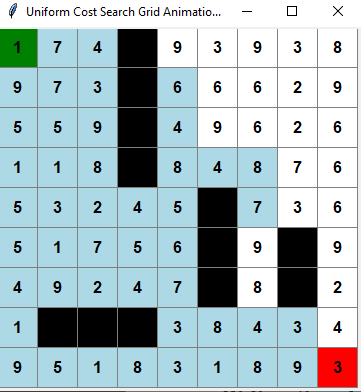 Uniform Cost Search Grid Animatio...
1 7 4 9 3 9 3 8
9 7 3 6 6 6 2 9
5 5 9 4 9 6 2 6
1 1 8 8 4 8 7 6
5 3 2 4 5 7 3 6
5 1 7 5 6 9 9
4 9 2 4 7 8 2
1 3 8 4 3 4
9 5 1 8 3 1 8 9 3